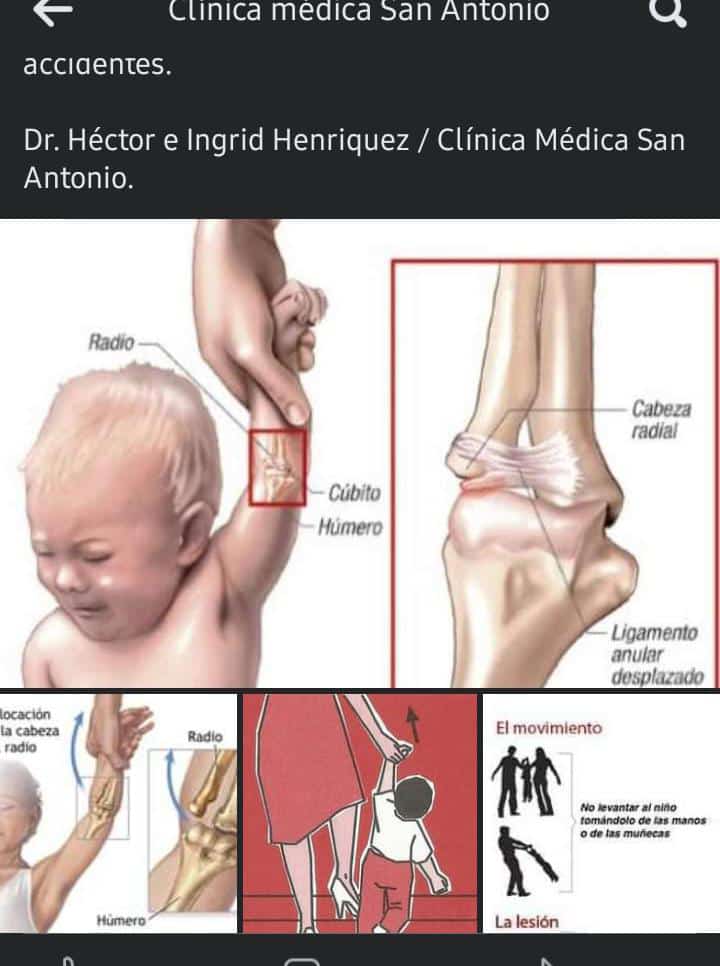 Clínica médica San Antonio
accidentes.
Dr. Héctor e Ingrid Henriquez / Clínica Médica San
Antonio.
Radio
Cúbito
Húmero
Cabeza
radial
Ligamento
anular
desplazado
locación
la cabeza
radio
Radio
Húmero
El movimiento
No levantar al niño
tomándolo de las manos
o de las muñecas
La lesión